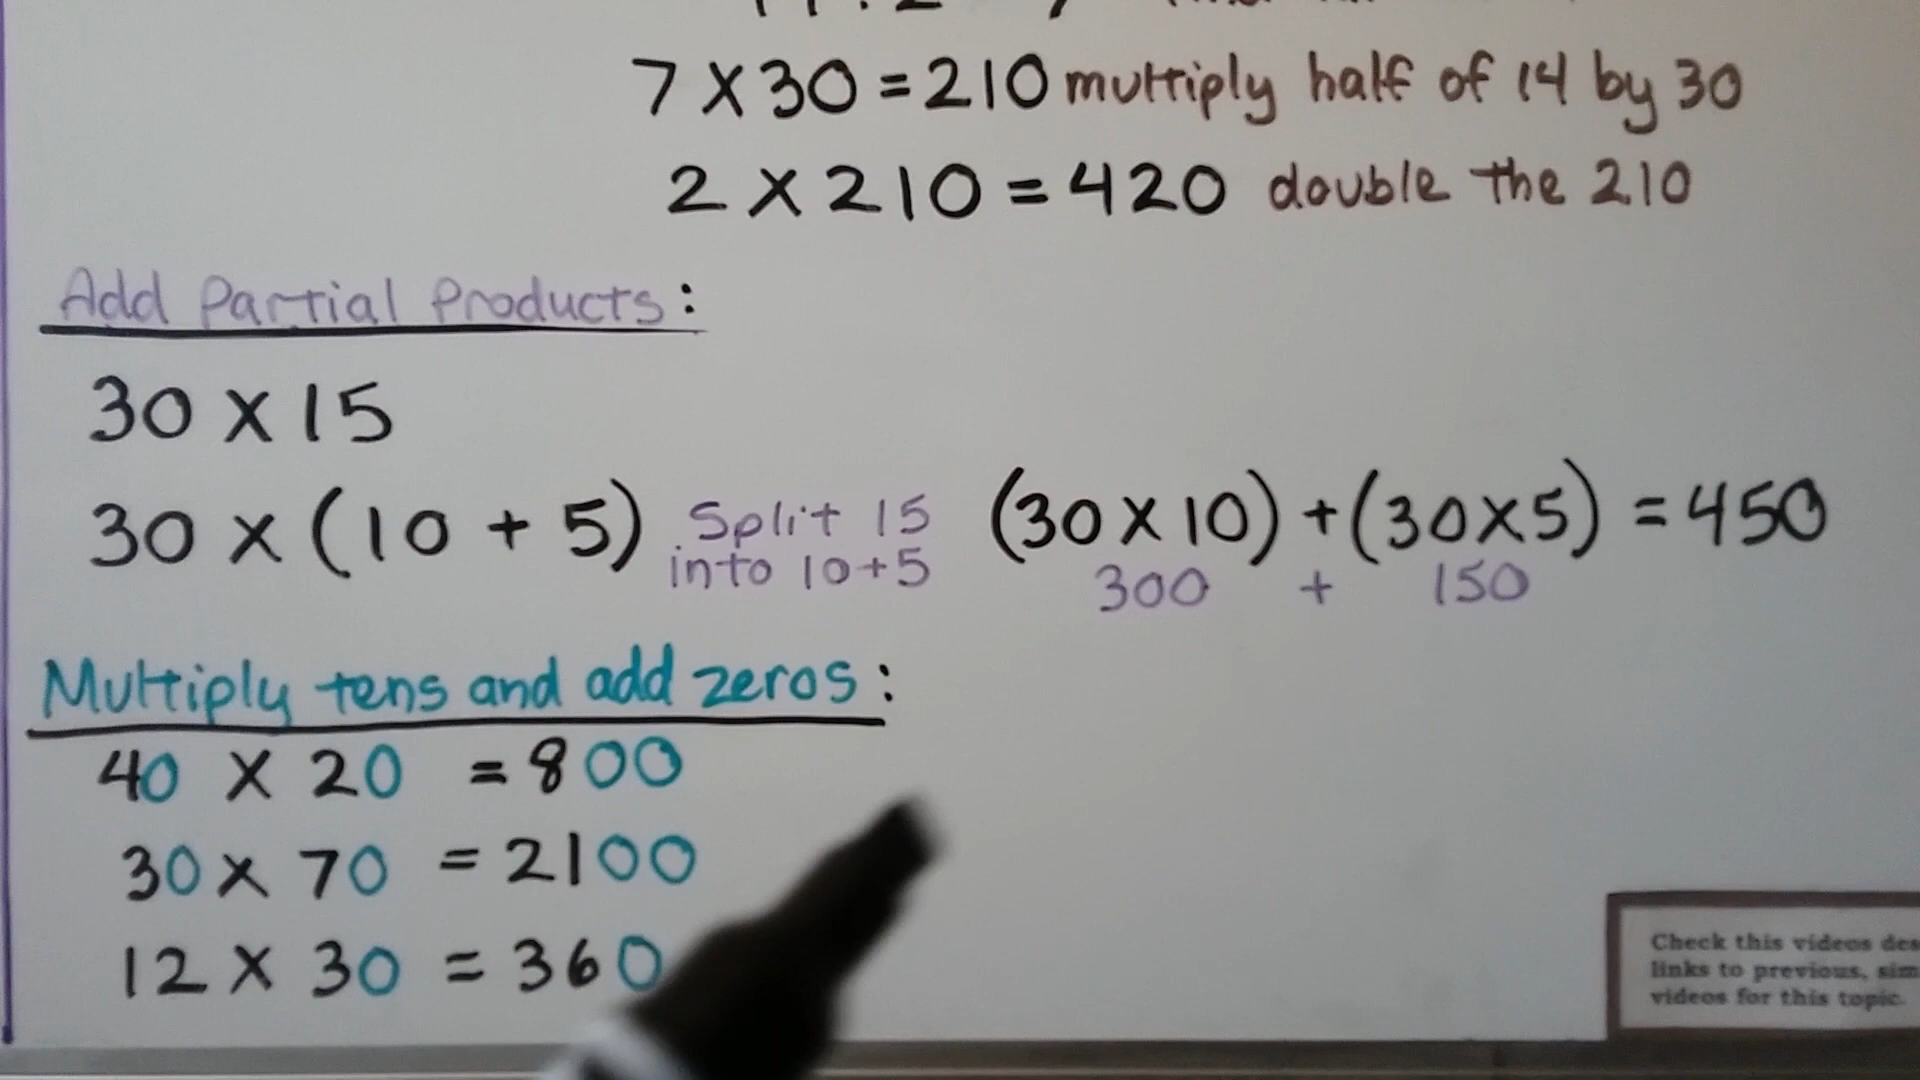 7 X 30 = 210 multiply half of 14 by 30
2 X 210 = 420 double the 210
Add Partial Products:
30 X 15
30 X (10 + 5) Split 15 into 10+5 (30 X 10) + (30 X 5) = 450
300 + 150
Multiply tens and add zeros:
40 X 20 = 800
30 X 70 = 2100
12 X 30 = 360
Check this videos des
links to previous, sim
videos for this topic.